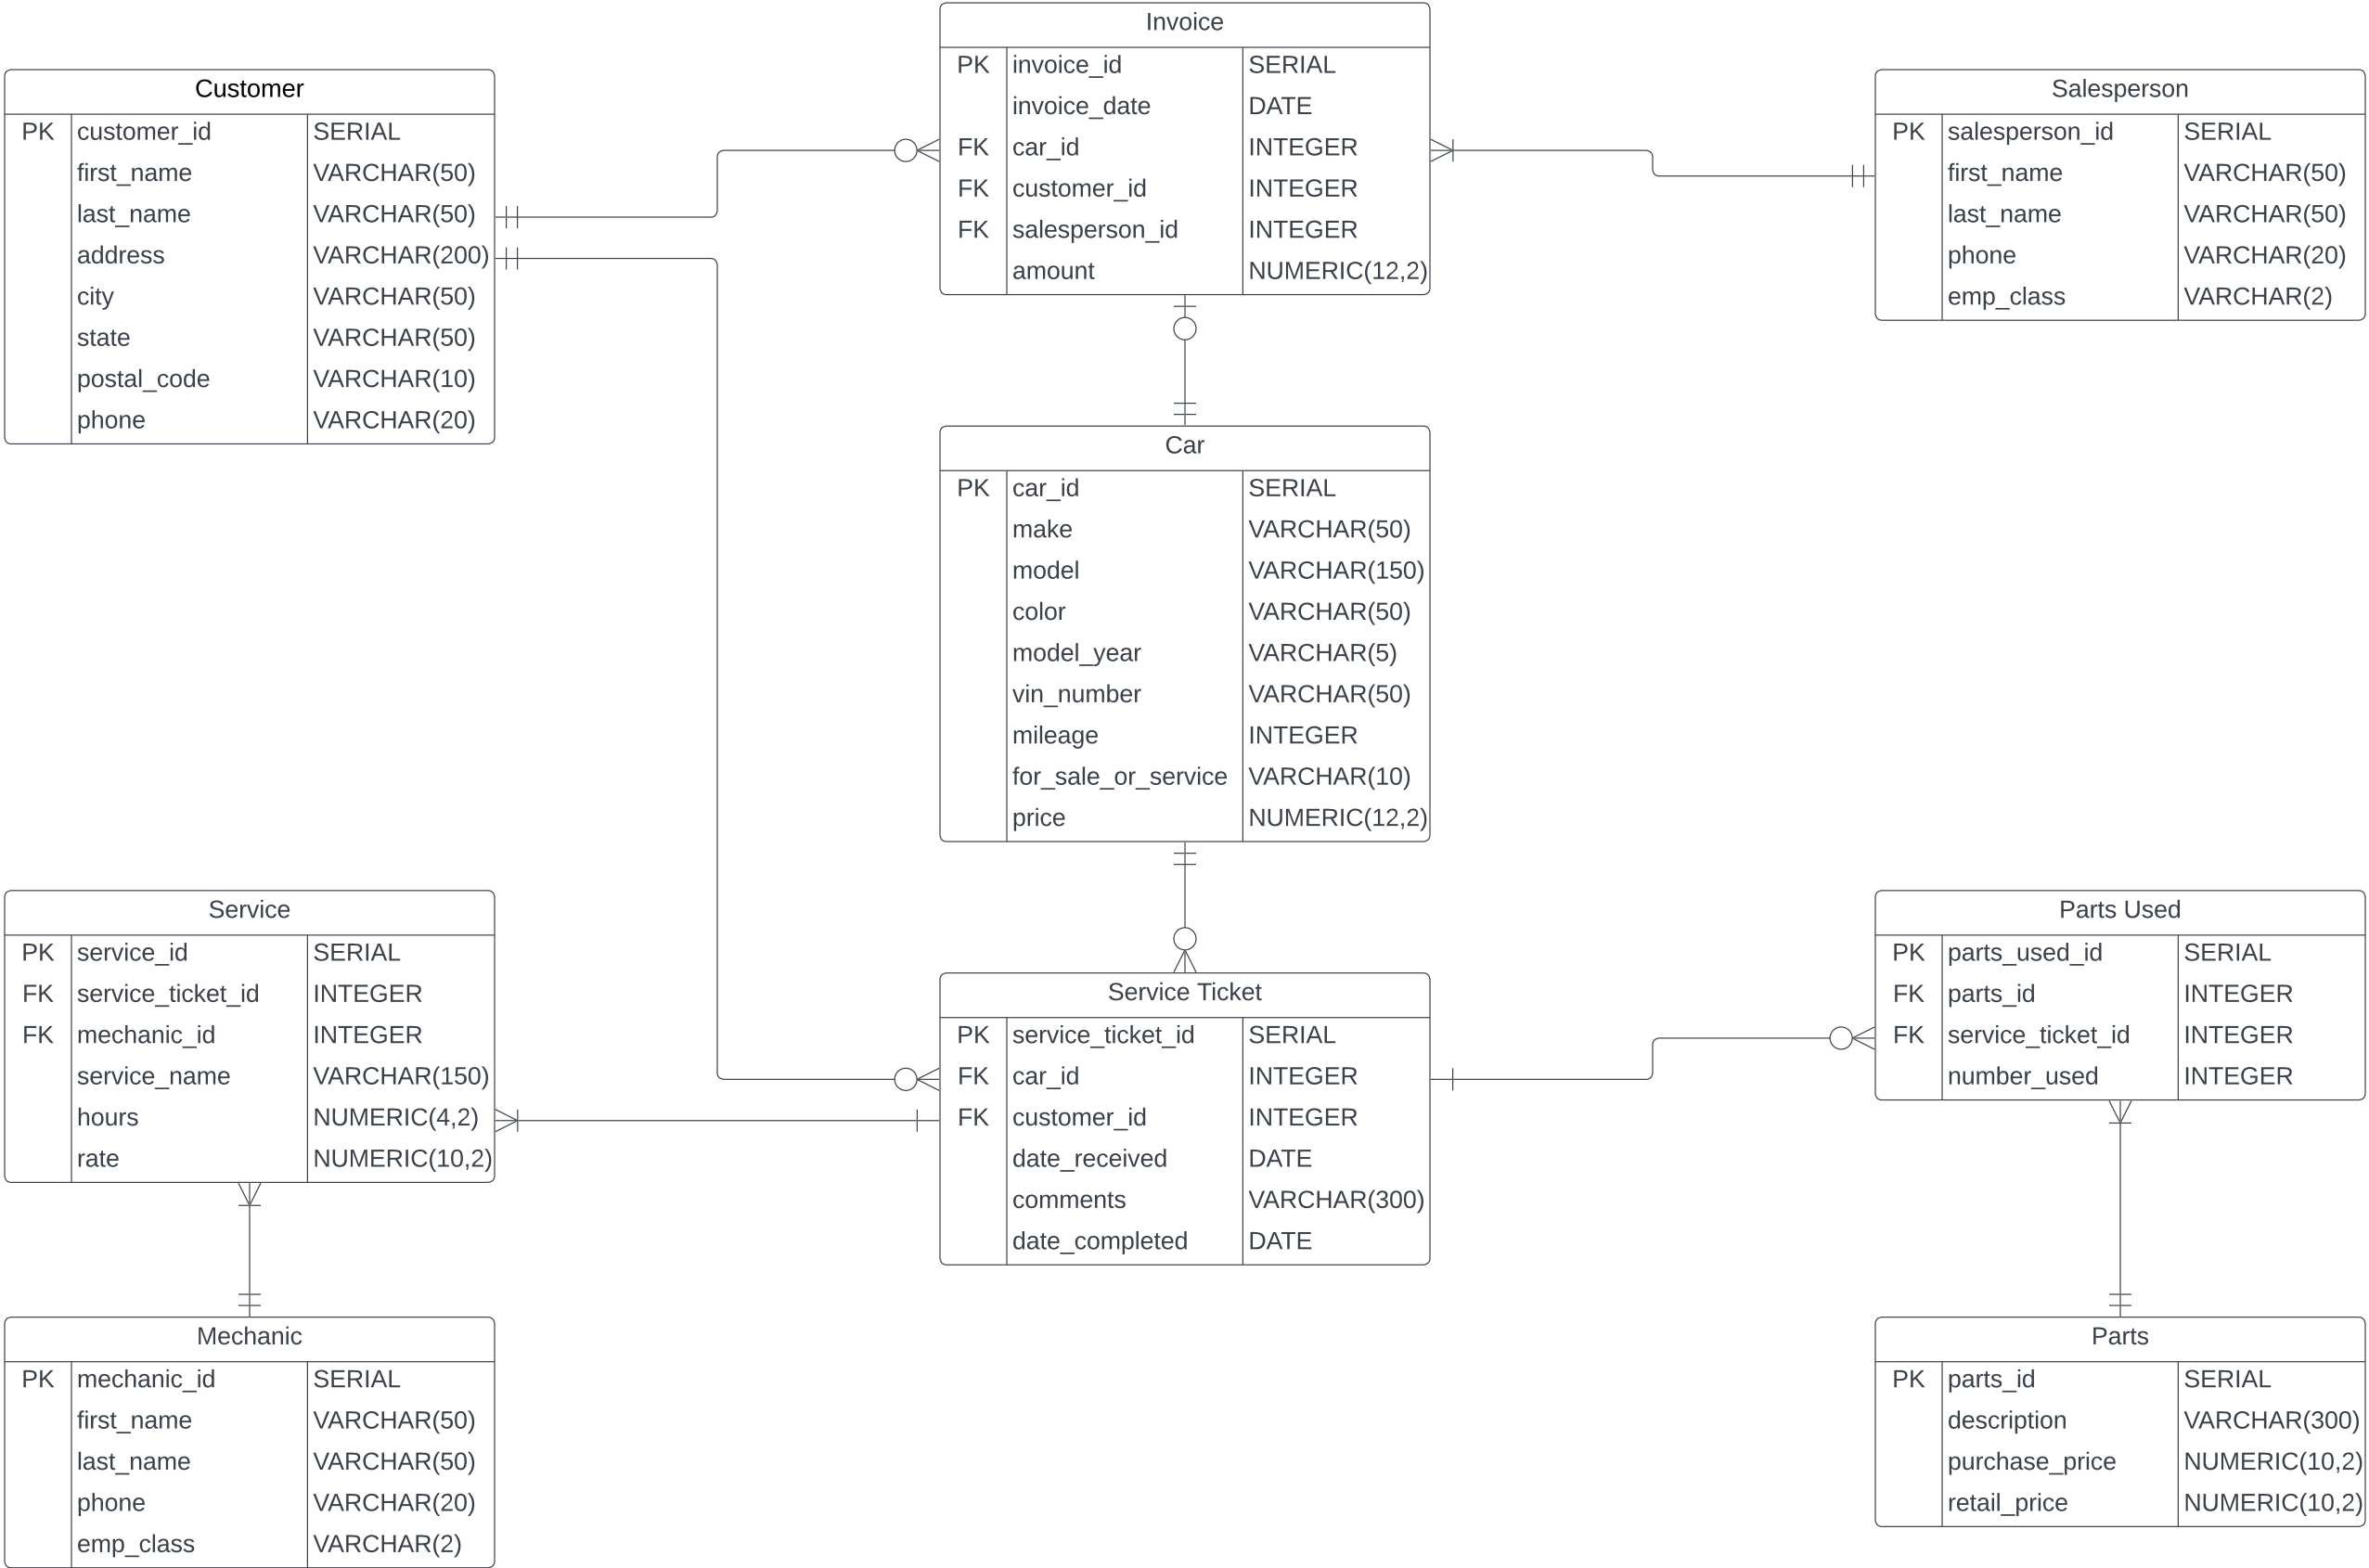 Invoice
PK invoice_id SERIAL
invoice_date DATE
FK car_id INTEGER
FK customer_id INTEGER
FK salesperson_id INTEGER
amount NUMERIC(12,2)
Customer
PK customer_id SERIAL
first_name VARCHAR(50)
last_name VARCHAR(50)
address VARCHAR(200)
city VARCHAR(50)
state VARCHAR(50)
postal_code VARCHAR(10)
phone VARCHAR(20)
Salesperson
PK salesperson_id SERIAL
first_name VARCHAR(50)
last_name VARCHAR(50)
phone VARCHAR(20)
emp_class VARCHAR(2)
Car
PK car_id SERIAL
make VARCHAR(50)
model VARCHAR(150)
color VARCHAR(50)
model_year VARCHAR(5)
vin_number VARCHAR(50)
mileage INTEGER
for_sale_or_service VARCHAR(10)
price NUMERIC(12,2)
Service
PK service_id SERIAL
FK service_ticket_id INTEGER
FK mechanic_id INTEGER
service_name VARCHAR(150)
hours NUMERIC(4,2)
rate NUMERIC(10,2)
Service Ticket
PK service_ticket_id SERIAL
FK car_id INTEGER
FK customer_id INTEGER
date_received DATE
comments VARCHAR(300)
date_completed DATE
Parts Used
PK parts_used_id SERIAL
FK parts_id INTEGER
FK service_ticket_id INTEGER
number_used INTEGER
Mechanic
PK mechanic_id SERIAL
first_name VARCHAR(50)
last_name VARCHAR(50)
phone VARCHAR(20)
emp_class VARCHAR(2)
Parts
PK parts_id SERIAL
description VARCHAR(300)
purchase_price NUMERIC(10,2)
retail_price NUMERIC(10,2)